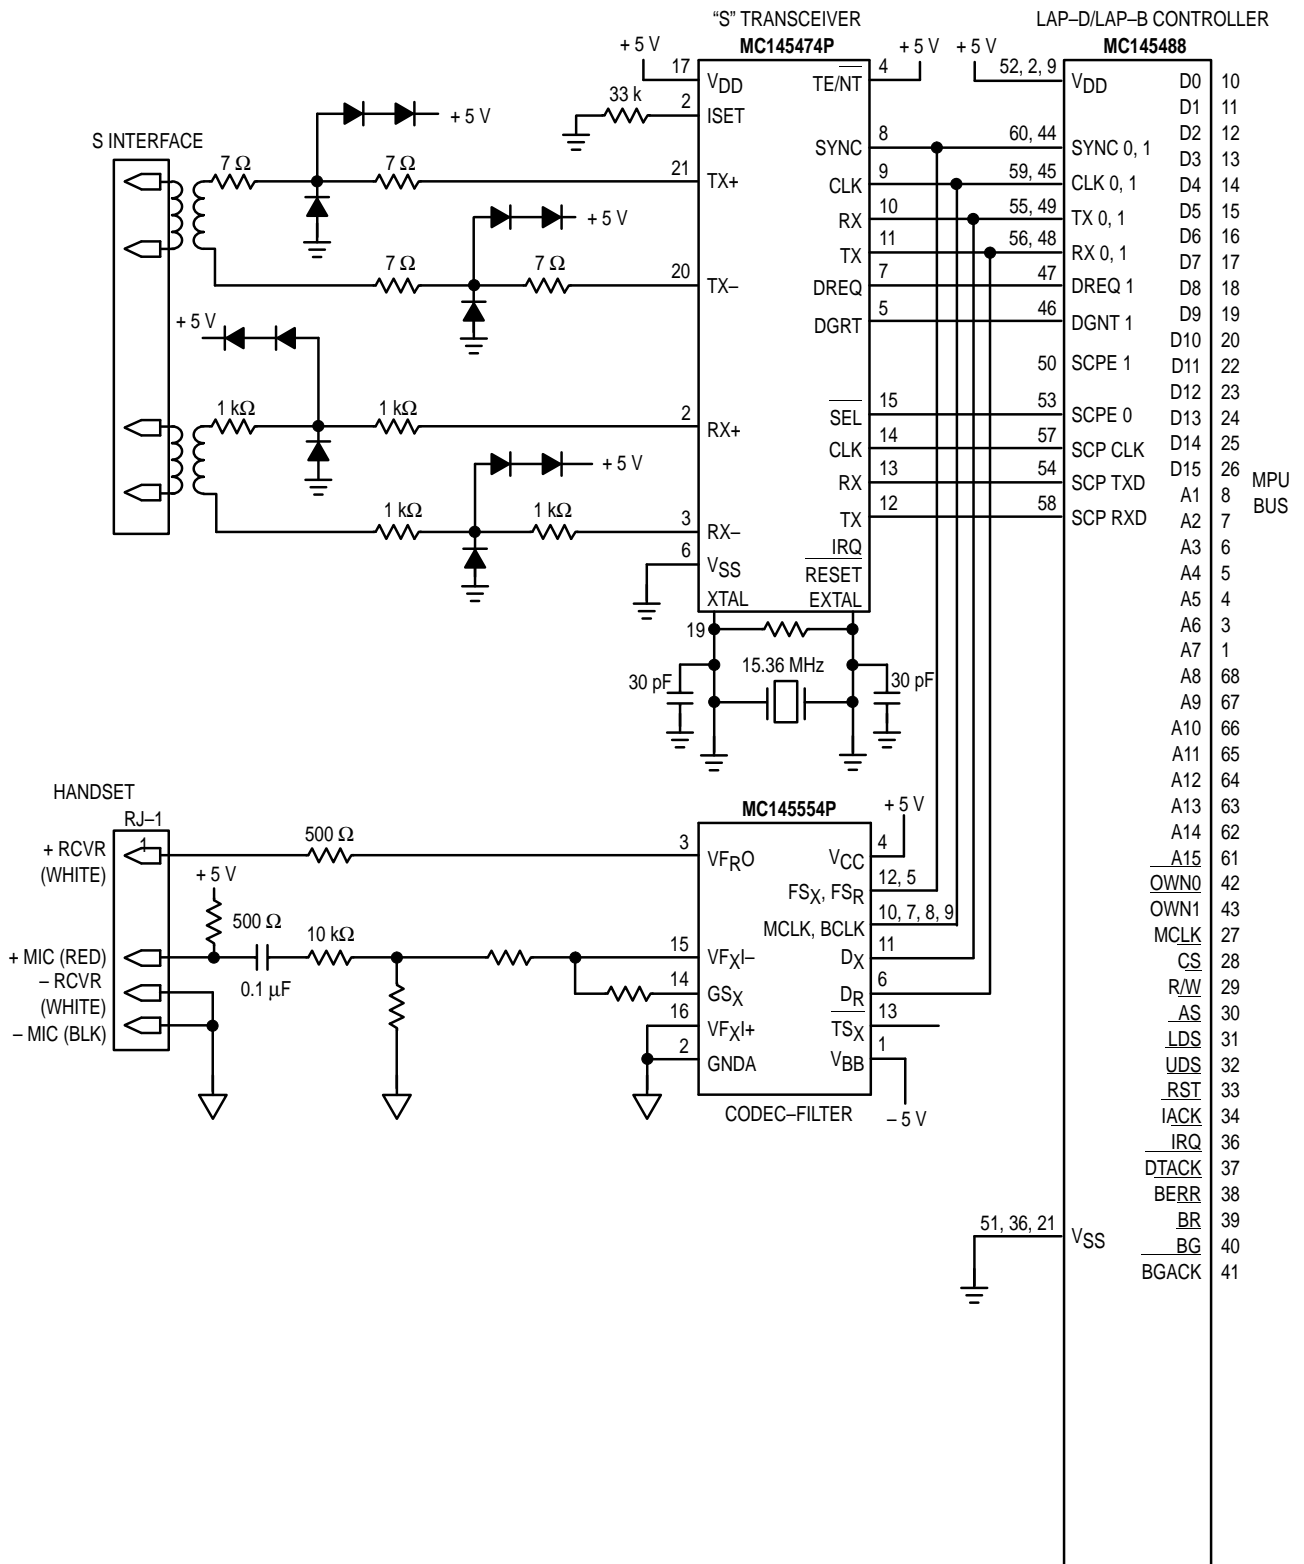 “S” TRANSCEIVER
MC145474P
LAP–D/LAP–B CONTROLLER
MC145488
+ 5 V
+ 5 V
+ 5 V
17
VDD
4
TE/NT
52, 2, 9
VDD
33 k
2
ISET
+ 5 V
S INTERFACE
8
SYNC
60, 44
SYNC 0, 1
7 Ω
7 Ω
21
TX+
9
CLK
59, 45
CLK 0, 1
10
RX
55, 49
TX 0, 1
+ 5 V
11
TX
56, 48
RX 0, 1
7 Ω
7 Ω
20
TX–
7
DREQ
47
DREQ 1
5
DGRT
46
DGNT 1
+ 5 V
50
SCPE 1
1 kΩ
1 kΩ
2
RX+
15
SEL
53
SCPE 0
14
CLK
57
SCP CLK
+ 5 V
13
RX
54
SCP TXD
1 kΩ
1 kΩ
3
RX–
12
TX
58
SCP RXD
6
VSS
IRQ
RESET
XTAL
EXTAL
19
15.36 MHz
30 pF
30 pF
HANDSET
RJ–1
MC145554P
+ 5 V
1
+ RCVR
(WHITE)
500 Ω
3
VFRO
4
VCC
+ 5 V
500 Ω
12, 5
FSX, FSR
10, 7, 8, 9
MCLK, BCLK
+ MIC (RED)
0.1 μF
10 kΩ
15
VFXI–
11
DX
– RCVR
(WHITE)
14
GSX
6
DR
– MIC (BLK)
16
VFXI+
13
TSX
2
GNDA
1
VBB
CODEC–FILTER
– 5 V
51, 36, 21
VSS
D0 10
D1 11
D2 12
D3 13
D4 14
D5 15
D6 16
D7 17
D8 18
D9 19
D10 20
D11 22
D12 23
D13 24
D14 25
D15 26
A1 8
A2 7
A3 6
A4 5
A5 4
A6 3
A7 1
A8 68
A9 67
A10 66
A11 65
A12 64
A13 63
A14 62
A15 61
OWN0 42
OWN1 43
MCLK 27
CS 28
R/W 29
AS 30
LDS 31
UDS 32
RST 33
IACK 34
IRQ 36
DTACK 37
BERR 38
BR 39
BG 40
BGACK 41
MPU
BUS